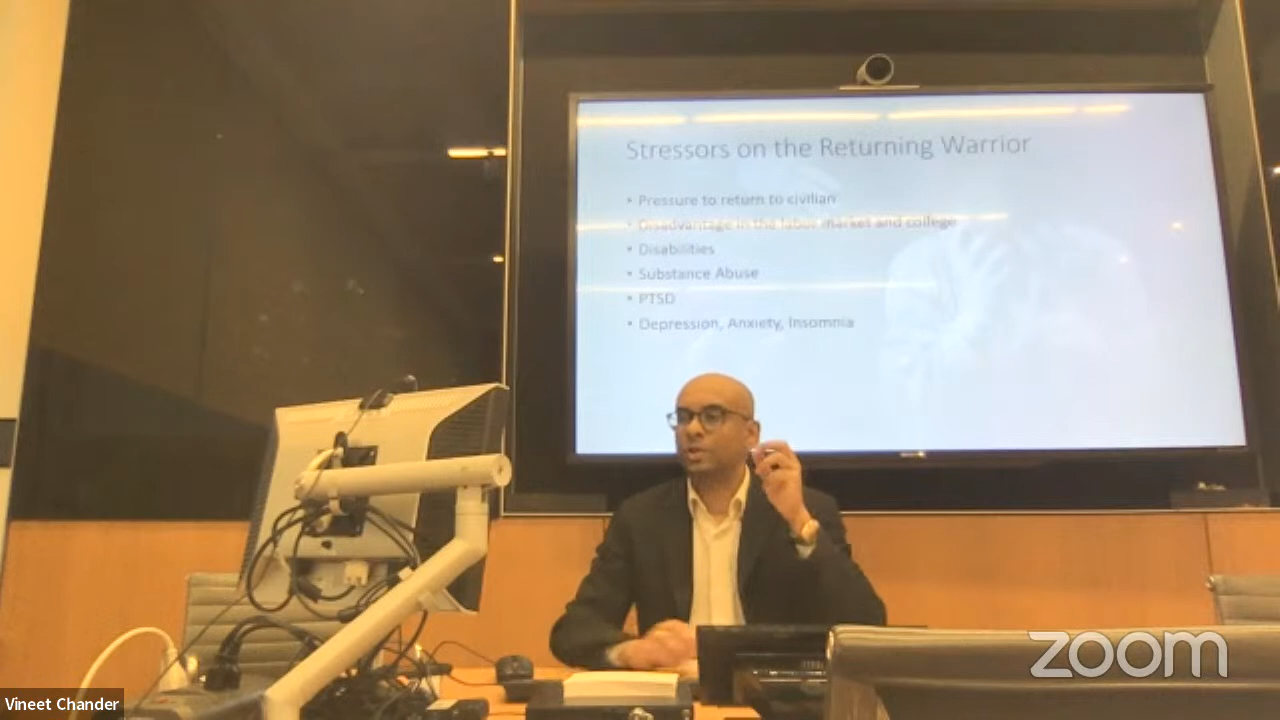 Stressors on the Returning Warrior
• Pressure to return to civilian
• Disadvantage in the labor market and college
• Disabilities
• Substance Abuse
• PTSD
• Depression, Anxiety, Insomnia
zoom
Vineet Chander